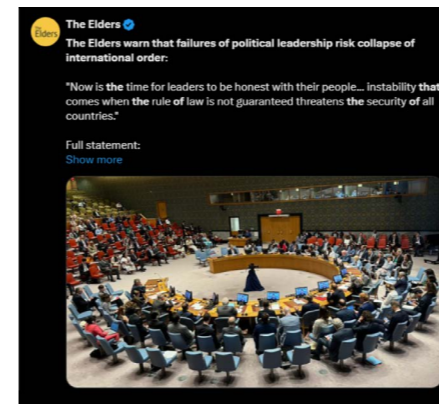 The Elders
The Elders
The Elders warn that failures of political leadership risk collapse of
international order:
"Now is the time for leaders to be honest with their people... instability that
comes when the rule of law is not guaranteed threatens the security of all
countries."
Full statement:
Show more